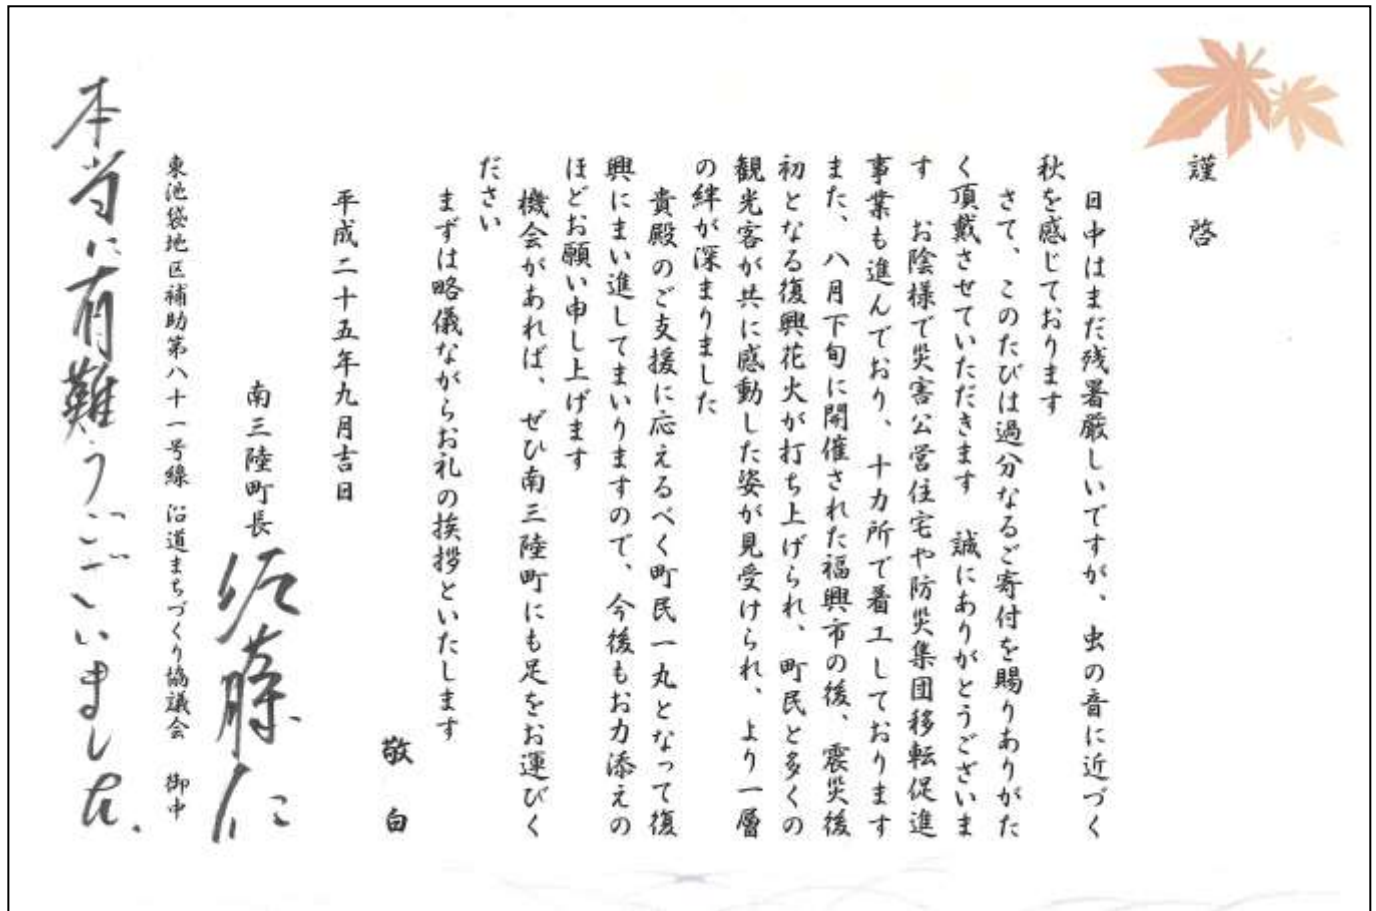 謹啓
日中はまだ残暑厳しいですが、虫の音に近づく
秋を感じております
さて、このたびは過分なるご寄付を賜りありがた
く頂戴させていただきます　誠にありがとうございま
す　お陰様で災害公営住宅や防災集団移転促進
事業も進んでおり、十カ所で着工しております
また、八月下旬に開催された福興市の後、震災後
初となる復興花火が打ち上げられ、町民と多くの
観光客が共に感動した姿が見受けられ、より一層
の絆が深まりました
貴殿のご支援に応えるべく町民一丸となって復
興にまい進してまいりますので、今後もお力添えの
ほどお願い申し上げます
機会があれば、ぜひ南三陸町にも足をお運びく
ださい
まずは略儀ながらお礼の挨拶といたします
敬白
平成二十五年九月吉日
南三陸町長　佐藤仁
東池袋地区補助第八十一号線　沿道まちづくり協議会　御中
本当に有難うございました.